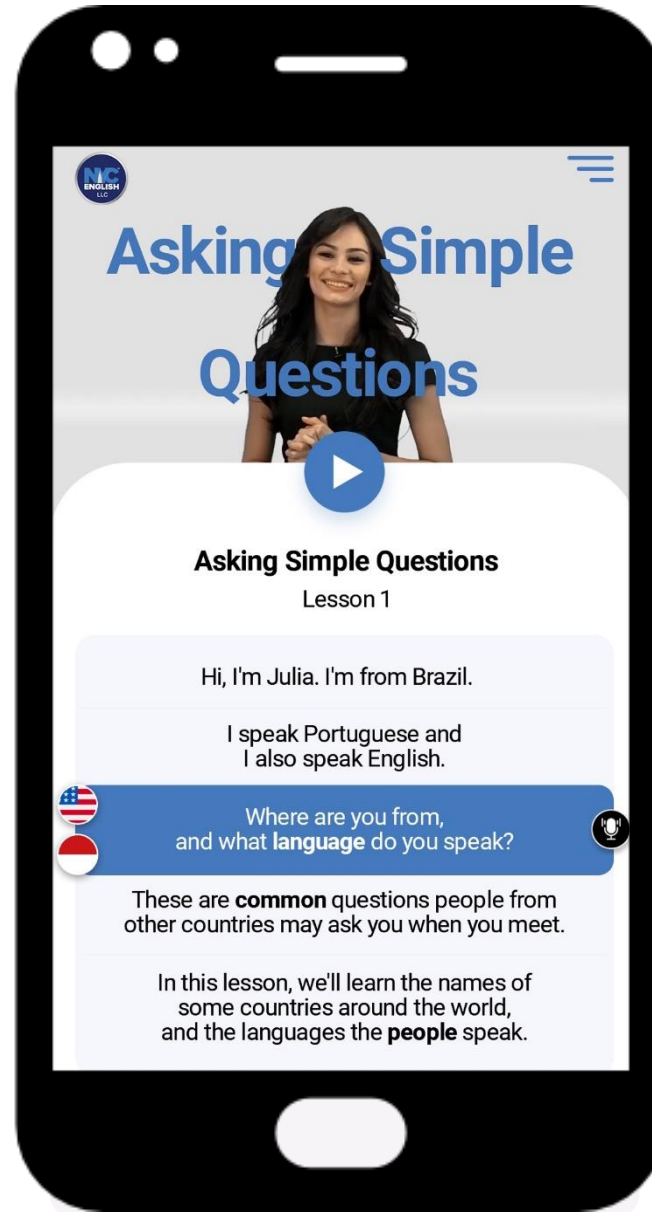 NYC
ENGLISH
LLC
Asking Simple
Questions
Asking Simple Questions
Lesson 1
Hi, I'm Julia. I'm from Brazil.
I speak Portuguese and
I also speak English.
Where are you from,
and what language do you speak?
These are common questions people from
other countries may ask you when you meet.
In this lesson, we'll learn the names of
some countries around the world,
and the languages the people speak.